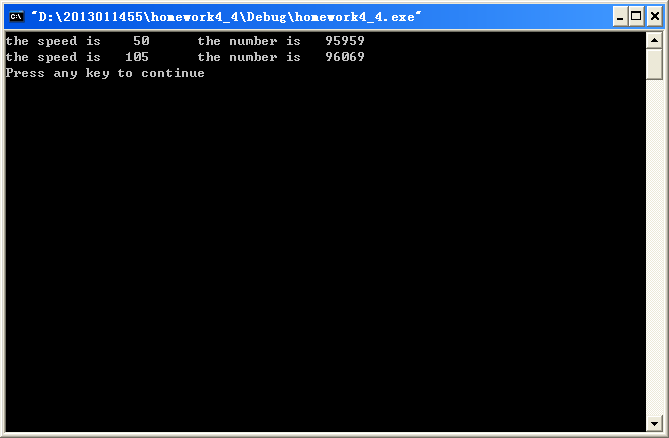 "D:\2013011455\homework4_4\Debug\homework4_4.exe"
the speed is    50      the number is   95959
the speed is   105      the number is   96069
Press any key to continue